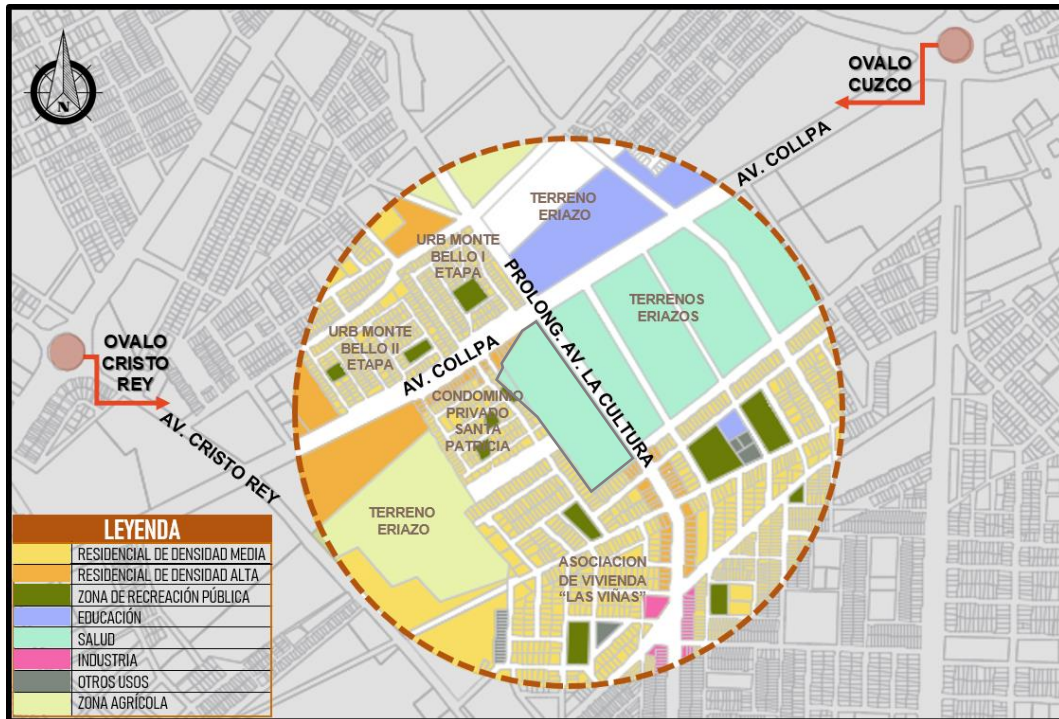 N
OVALO
CUZCO
AV. COLLPA
TERRENO
ERIAZO
URB MONTE
BELLO I
ETAPA
PROLONG. AV. LA CULTURA
TERRENOS
ERIAZOS
URB MONTE
BELLO II
ETAPA
OVALO
CRISTO
REY
AV. COLLPA
CONDOMINIO
PRIVADO
SANTA
PATRICIA
AV. CRISTO REY
TERRENO
ERIAZO
ASOCIACION
DE VIVIENDA
“LAS VIÑAS”
LEYENDA
RESIDENCIAL DE DENSIDAD MEDIA
RESIDENCIAL DE DENSIDAD ALTA
ZONA DE RECREACIÓN PÚBLICA
EDUCACIÓN
SALUD
INDUSTRIA
OTROS USOS
ZONA AGRÍCOLA